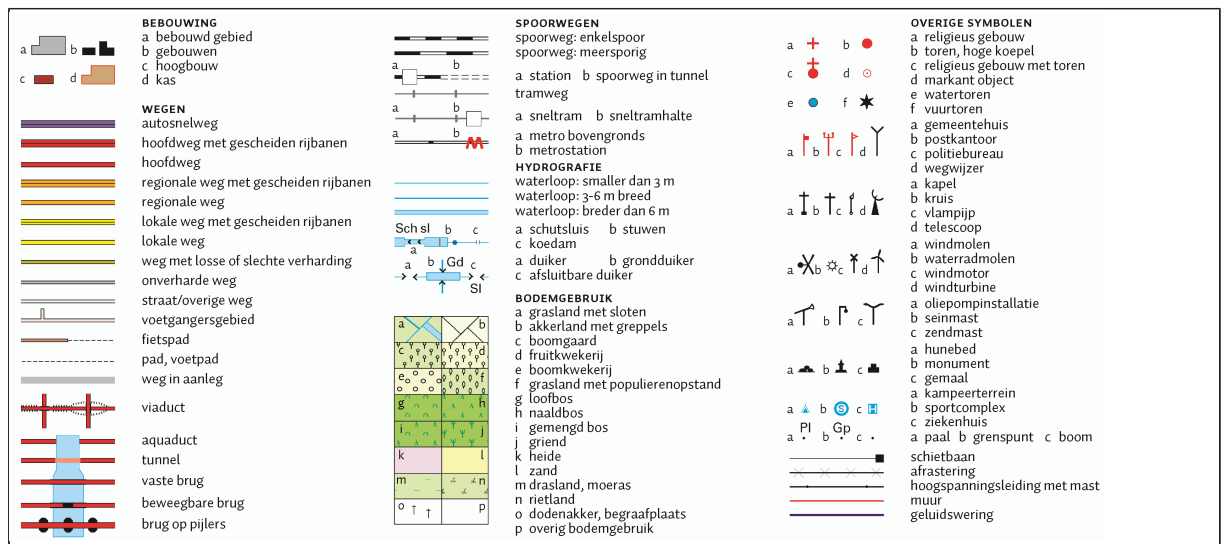 BEBOUWING
a b
a bebouwd gebied
b gebouwen
c d
c hoogbouw
d kas
WEGEN
autosnelweg
hoofdweg met gescheiden rijbanen
hoofdweg
regionale weg met gescheiden rijbanen
regionale weg
lokale weg met gescheiden rijbanen
lokale weg
weg met losse of slechte verharding
onverharde weg
straat/overige weg
voetgangersgebied
fietspad
pad, voetpad
weg in aanleg
viaduct
aquaduct
tunnel
vaste brug
beweegbare brug
brug op pijlers
SPOORWEGEN
spoorweg: enkelspoor
spoorweg: meersporig
a b
a station b spoorweg in tunnel
tramweg
a b
a sneltram b sneltramhalte
a b
a metro bovengronds
b metrostation
HYDROGRAFIE
waterloop: smaller dan 3 m
waterloop: 3-6 m breed
waterloop: breder dan 6 m
Sch sl b c
a
a schutsluis b stuwen
c koedam
a b Gd c
Sl
a duiker b grondduiker
c afsluitbare duiker
BODEMGEBRUIK
a b
c d
e f
g h
i j
k l
m n
o p
a grasland met sloten
b akkerland met greppels
c boomgaard
d fruitkwekerij
e boomkwekerij
f grasland met populierenopstand
g loofbos
h naaldbos
i gemengd bos
j griend
k heide
l zand
m drasland, moeras
n rietland
o dodenakker, begraafplaats
p overig bodemgebruik
OVERIGE SYMBOLEN
a b
c d
e f
a religieus gebouw
b toren, hoge koepel
c religieus gebouw met toren
d markant object
e watertoren
f vuurtoren
a b c d
a gemeentehuis
b postkantoor
c politiebureau
d wegwijzer
a b c d
a kapel
b kruis
c vlampijp
d telescoop
a b c d
a windmolen
b waterradmolen
c windmotor
d windturbine
a b c
a oliepompinstallatie
b seinmast
c zendmast
a b c
a hunebed
b monument
c gemaal
a b S c H
a kampeerterrein
b sportcomplex
c ziekenhuis
Pl Gp
a b c
a paal b grenspunt c boom
schietbaan
afrastering
hoogspanningsleiding met mast
muur
geluidswering